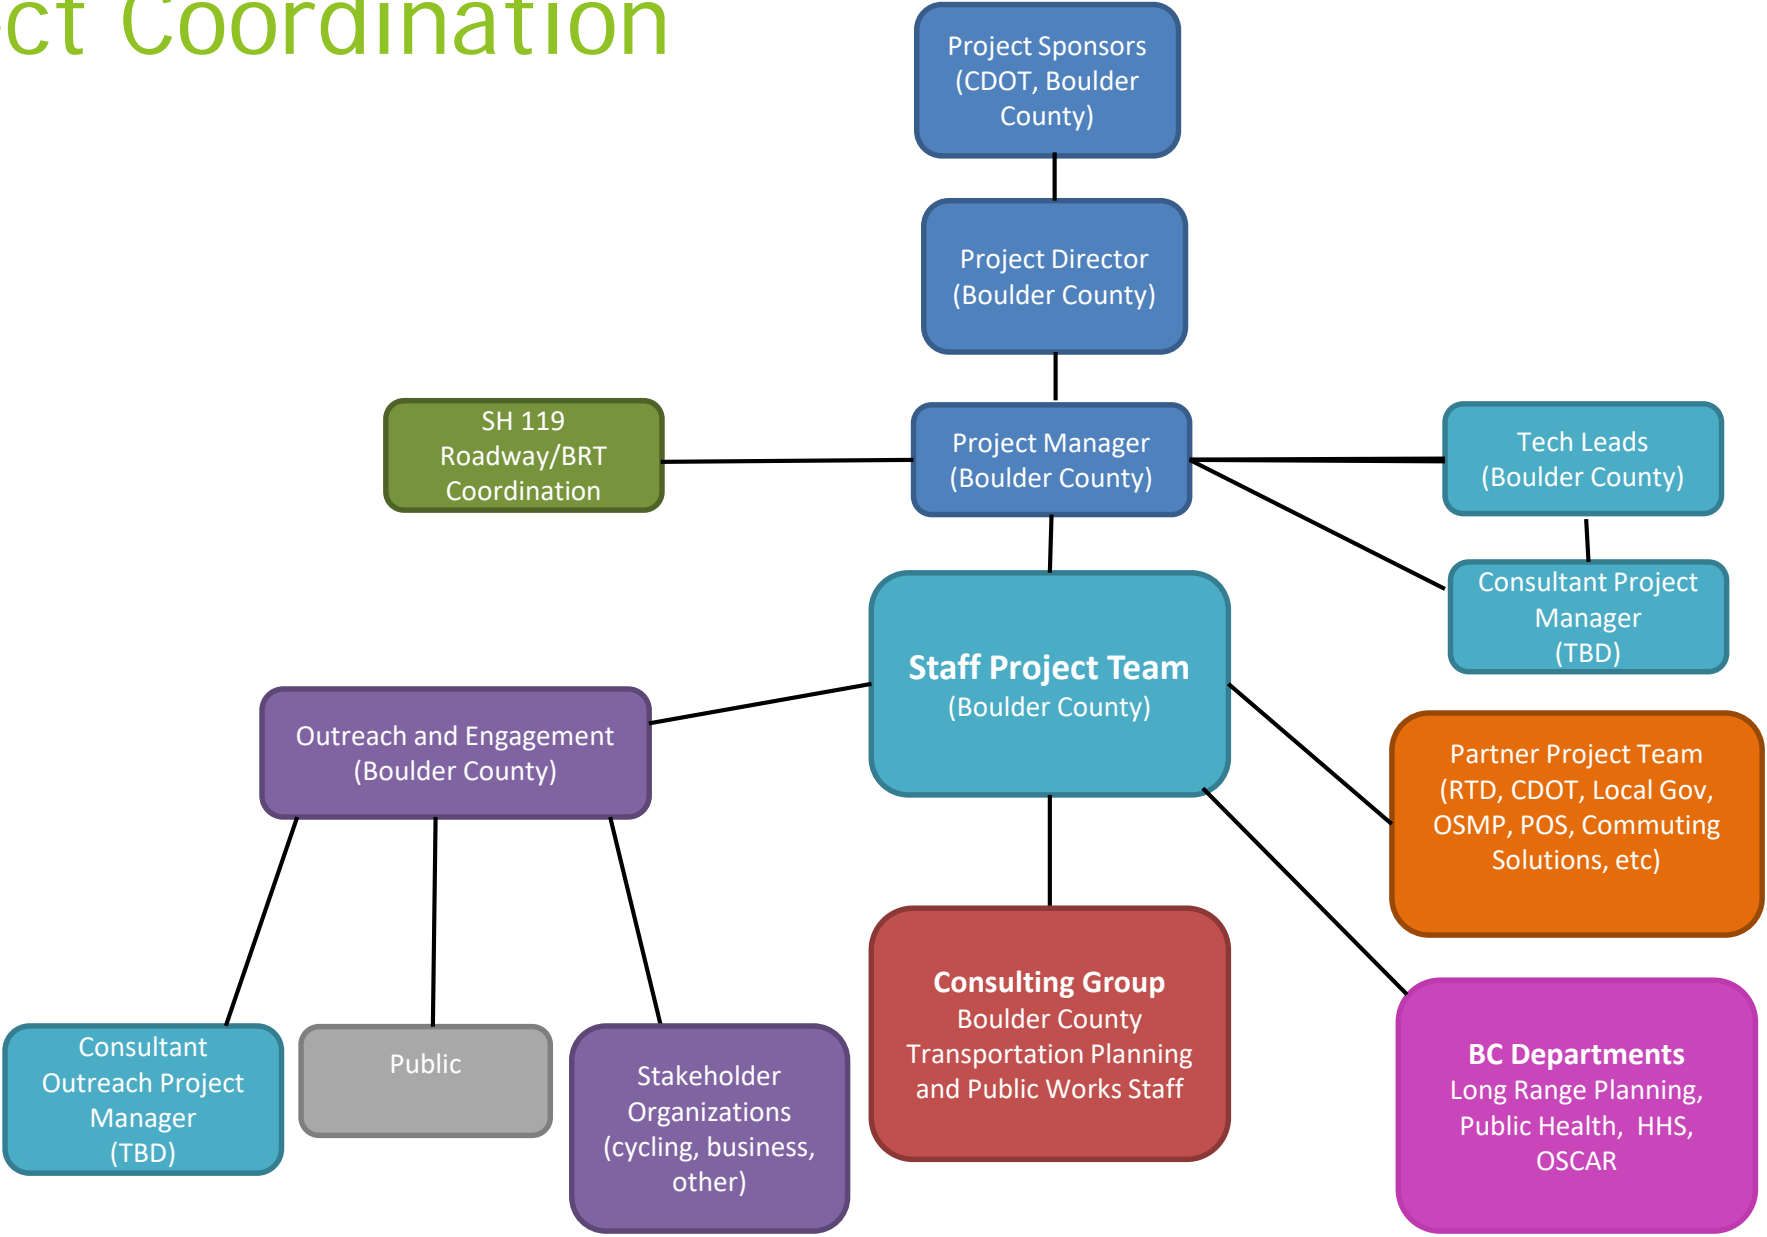 ect Coordination
Project Sponsors
(CDOT, Boulder
County)
Project Director
(Boulder County)
SH 119
Roadway/BRT
Coordination
Project Manager
(Boulder County)
Tech Leads
(Boulder County)
Consultant Project
Manager
(TBD)
Staff Project Team
(Boulder County)
Outreach and Engagement
(Boulder County)
Partner Project Team
(RTD, CDOT, Local Gov,
OSMP, POS, Commuting
Solutions, etc)
Consultant
Outreach Project
Manager
(TBD)
Public
Stakeholder
Organizations
(cycling, business,
other)
Consulting Group
Boulder County
Transportation Planning
and Public Works Staff
BC Departments
Long Range Planning,
Public Health, HHS,
OSCAR